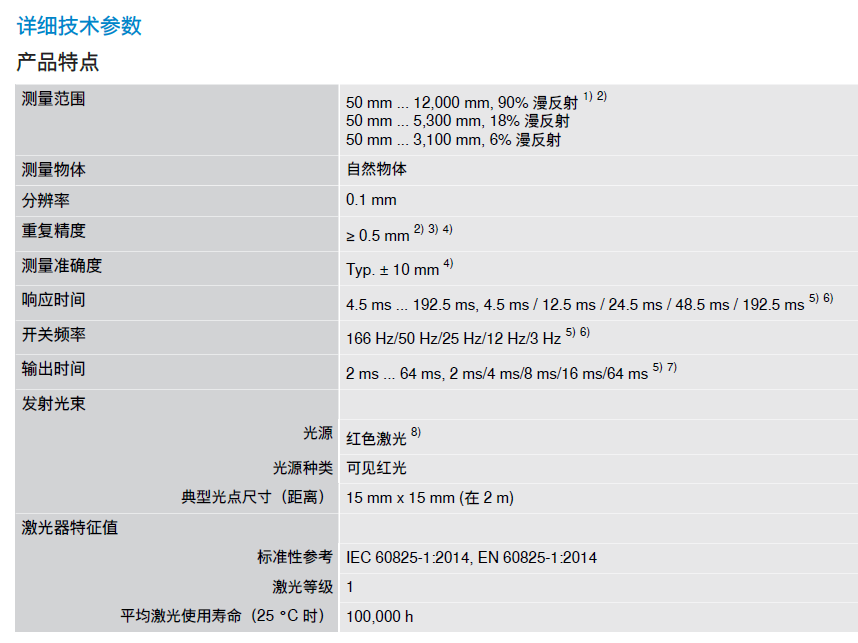 详细技术参数
产品特点
测量范围 50 mm ... 12,000 mm, 90% 漫反射 1) 2)
50 mm ... 5,300 mm, 18% 漫反射
50 mm ... 3,100 mm, 6% 漫反射
测量物体 自然物体
分辨率 0.1 mm
重复精度 ≥ 0.5 mm 2) 3) 4)
测量准确度 Typ. ± 10 mm 4)
响应时间 4.5 ms ... 192.5 ms, 4.5 ms / 12.5 ms / 24.5 ms / 48.5 ms / 192.5 ms 5) 6)
开关频率 166 Hz/50 Hz/25 Hz/12 Hz/3 Hz 5) 6)
输出时间 2 ms ... 64 ms, 2 ms/4 ms/8 ms/16 ms/64 ms 5) 7)
发射光束
光源 红色激光 8)
光源种类 可见红光
典型光点尺寸（距离） 15 mm x 15 mm (在 2 m)
激光器特征值
标准性参考 IEC 60825-1:2014, EN 60825-1:2014
激光等级 1
平均激光使用寿命（25 °C 时） 100,000 h